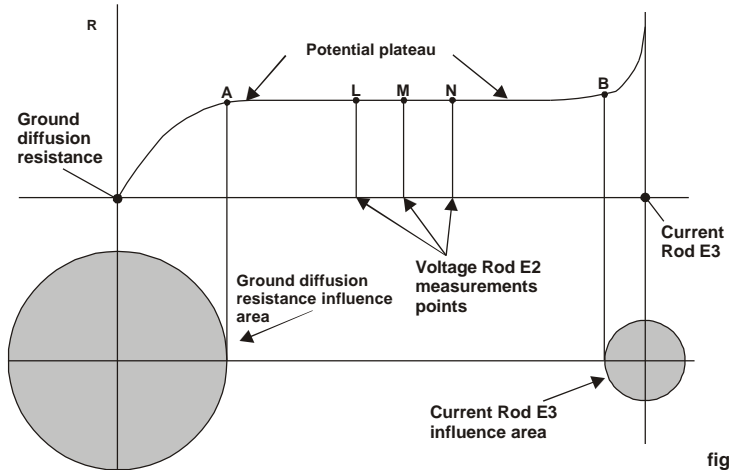 R
Potential plateau
A
L
M
N
B
Ground
diffusion
resistance
Current
Rod E3
Voltage Rod E2
measurements
points
Ground diffusion
resistance influence
area
Current Rod E3
influence area
fig